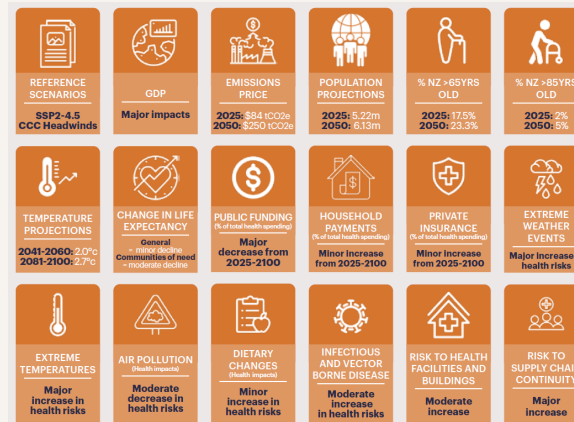 REFERENCE
SCENARIOS
SSP2-4.5
CCC Headwinds
GDP
Major impacts
EMISSIONS
PRICE
2025: $84 tCO2e
2050: $250 tCO2e
POPULATION
PROJECTIONS
2025: 5.22m
2050: 6.13m
% NZ >65YRS
OLD
2025: 17.5%
2050: 23.3%
% NZ >85YRS
OLD
2025: 2%
2050: 5%
TEMPERATURE
PROJECTIONS
2041-2060: 2.0°c
2081-2100: 2.7°c
CHANGE IN LIFE
EXPECTANCY
General
- minor decline
Communities of need
- moderate decline
PUBLIC FUNDING
(% of total health spending)
Major
decrease from
2025-2100
HOUSEHOLD
PAYMENTS
(% of total health spending)
Minor Increase
from 2025-2100
PRIVATE
INSURANCE
(% of total health spending)
Minor Increase
from 2025-2100
EXTREME
WEATHER
EVENTS
Major increase
health risks
EXTREME
TEMPERATURES
Major
increase in
health risks
AIR POLLUTION
(Health impacts)
Moderate
decrease in
health risks
DIETARY
CHANGES
(Health impacts)
Minor
increase in
health risks
INFECTIOUS
AND VECTOR
BORNE DISEASE
Moderate
increase
in health risks
RISK TO HEALTH
FACILITIES AND
BUILDINGS
Moderate
increase
RISK TO
SUPPLY CHAIN
CONTINUITY
Major
increase